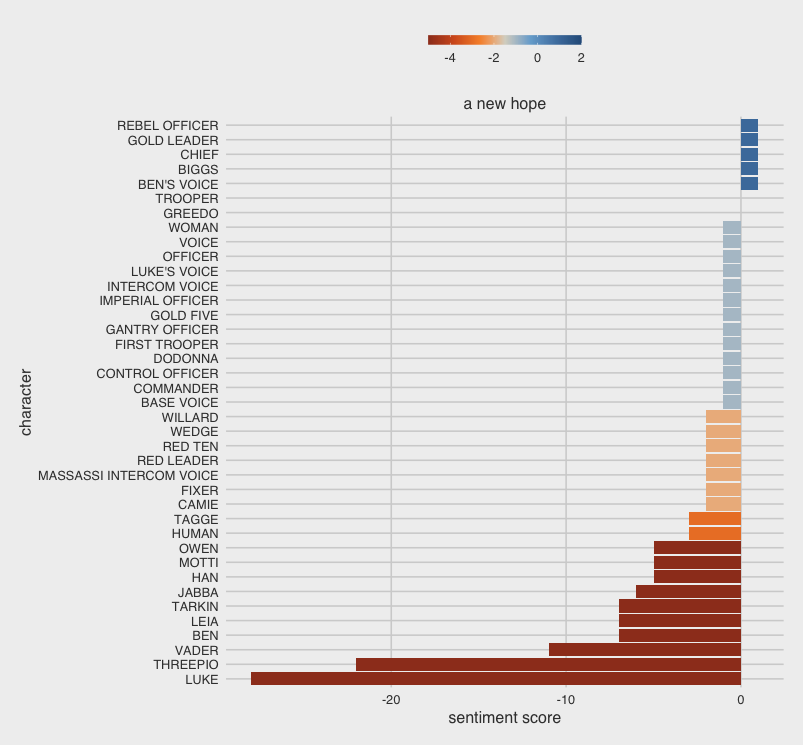 -4 -2 0 2
a new hope
REBEL OFFICER
GOLD LEADER
CHIEF
BIGGS
BEN'S VOICE
TROOPER
GREEDO
WOMAN
VOICE
OFFICER
LUKE'S VOICE
INTERCOM VOICE
IMPERIAL OFFICER
GOLD FIVE
GANTRY OFFICER
FIRST TROOPER
DODONNA
CONTROL OFFICER
COMMANDER
BASE VOICE
WILLARD
WEDGE
RED TEN
RED LEADER
MASSASSI INTERCOM VOICE
FIXER
CAMIE
TAGGE
HUMAN
OWEN
MOTTI
HAN
JABBA
TARKIN
LEIA
BEN
VADER
THREEPIO
LUKE
character
-20 -10 0
sentiment score